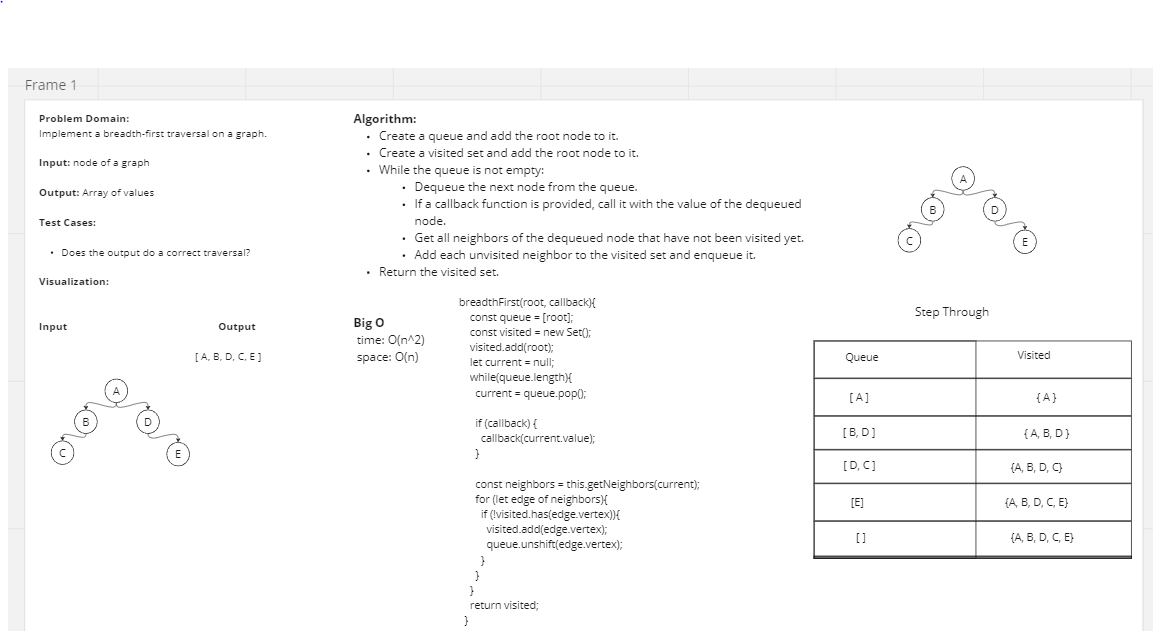 Frame 1
Problem Domain:
Implement a breadth-first traversal on a graph.
Input: node of a graph
Output: Array of values
Test Cases:
• Does the output do a correct traversal?
Visualization:
Input Output
[ A, B, D, C, E ]
A
B D
C E
Algorithm:
• Create a queue and add the root node to it.
• Create a visited set and add the root node to it.
• While the queue is not empty:
• Dequeue the next node from the queue.
• If a callback function is provided, call it with the value of the dequeued
node.
• Get all neighbors of the dequeued node that have not been visited yet.
• Add each unvisited neighbor to the visited set and enqueue it.
• Return the visited set.
Big O
time: O(n^2)
space: O(n)
breadthFirst(root, callback){
const queue = [root];
const visited = new Set();
visited.add(root);
let current = null;
while(queue.length){
current = queue.pop();
if (callback) {
callback(current.value);
}
const neighbors = this.getNeighbors(current);
for (let edge of neighbors){
if (!visited.has(edge.vertex)){
visited.add(edge.vertex);
queue.unshift(edge.vertex);
}
}
}
return visited;
}
A
B D
C E
Step Through
Queue Visited
[ A ] { A }
[ B, D ] { A, B, D }
[ D, C ] {A, B, D, C}
[E] {A, B, D, C, E}
[ ] {A, B, D, C, E}